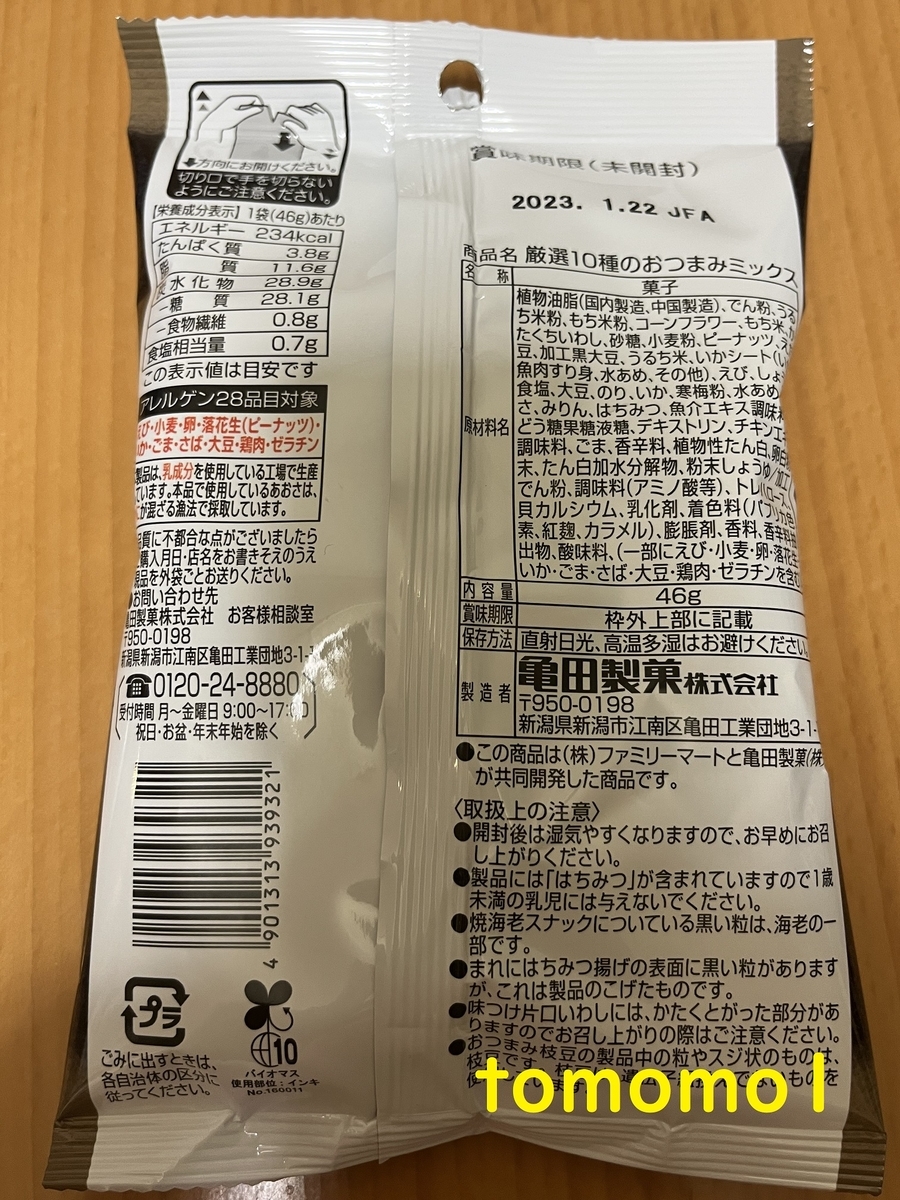 方向にお開けください。
切り口で手を切らない
ようにご注意ください。
【栄養成分表示】1袋(46g)あたり
エネルギー 234kcal
たんぱく質 3.8g
脂質 11.6g
炭水化物 28.9g
-糖質 28.1g
-食物繊維 0.8g
食塩相当量 0.7g
この表示値は目安です
アレルゲン28品目対象
えび・小麦・卵・落花生(ピーナッツ)・
いか・ごま・さば・大豆・鶏肉・ゼラチン
製品は、乳成分を使用している工場で生産
ています。本品で使用しているあおさは、
が混ざる漁法で採取しています。
品質に不都合な点がございましたら
購入月日・店名をお書きそえのうえ
現品を外袋ごとお送りください。
●お問い合わせ先
亀田製菓株式会社 お客様相談室
〒950-0198
新潟県新潟市江南区亀田工業団地3-1-
0120-24-8880
受付時間 月〜金曜日 9:00〜17:00
祝日・お盆・年末年始を除く
4 901313 939321
プラ
ごみに出すときは、
各自治体の区分に
従ってください。
10
バイオマス
使用部位:インキ
No.160011
賞味期限(未開封)
2023. 1.22 JFA
商品名 厳選10種のおつまみミックス
名称 菓子
原材料名
植物油脂(国内製造、中国製造)、でん粉、うる
ち米粉、もち米粉、コーンフラワー、もち米、か
たくちいわし、砂糖、小麦粉、ピーナッツ、え
豆、加工黒大豆、うるち米、いかシート(い
魚肉すり身、水あめ、その他)、えび、しょ
食塩、大豆、のり、いか、寒梅粉、水あめ、
さ、みりん、はちみつ、魚介エキス調味料
どう糖果糖液糖、デキストリン、チキンエキ
調味料、ごま、香辛料、植物性たん白、卵白
末、たん白加水分解物、粉末しょうゆ/加工
でん粉、調味料(アミノ酸等)、トレハロース、
貝カルシウム、乳化剤、着色料(パプリカ色
素、紅麹、カラメル)、膨脹剤、香料、香辛料抽
出物、酸味料、(一部にえび・小麦・卵・落花生・
いか・ごま・さば・大豆・鶏肉・ゼラチンを含む
内容量 46g
賞味期限 枠外上部に記載
保存方法 直射日光、高温多湿はお避けください
製造者 亀田製菓株式会社
〒950-0198
新潟県新潟市江南区亀田工業団地3-1-
●この商品は(株)ファミリーマートと亀田製菓(株)
が共同開発した商品です。
〈取扱上の注意〉
●開封後は湿気やすくなりますので、お早めにお召
し上がりください。
●製品には「はちみつ」が含まれていますので1歳
未満の乳児には与えないでください。
●焼海老スナックについている黒い粒は、海老の一
部です。
●まれにはちみつ揚げの表面に黒い粒があります
が、これは製品のこげたものです。
●味つけ片口いわしには、かたくとがった部分があ
りますのでお召し上がりの際はご注意ください。
●おつまみ枝豆の製品中の粒やスジ状のものは、
枝豆です。
tomomo1